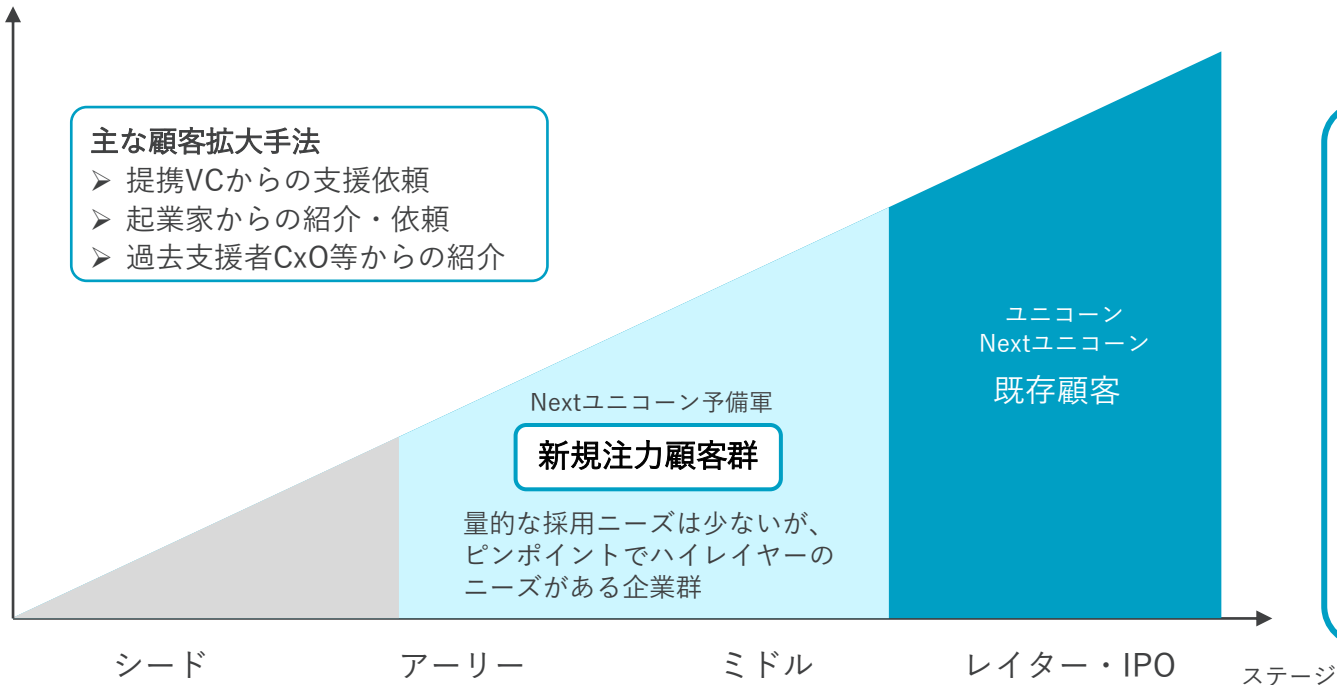 主な顧客拡大手法
➢ 提携VCからの支援依頼
➢ 起業家からの紹介・依頼
➢ 過去支援者CxO等からの紹介
ユニコーン
Nextユニコーン
既存顧客
Nextユニコーン予備軍
新規注力顧客群
量的な採用ニーズは少ないが、
ピンポイントでハイレイヤーの
ニーズがある企業群
シード
アーリー
ミドル
レイター・IPO
ステージ